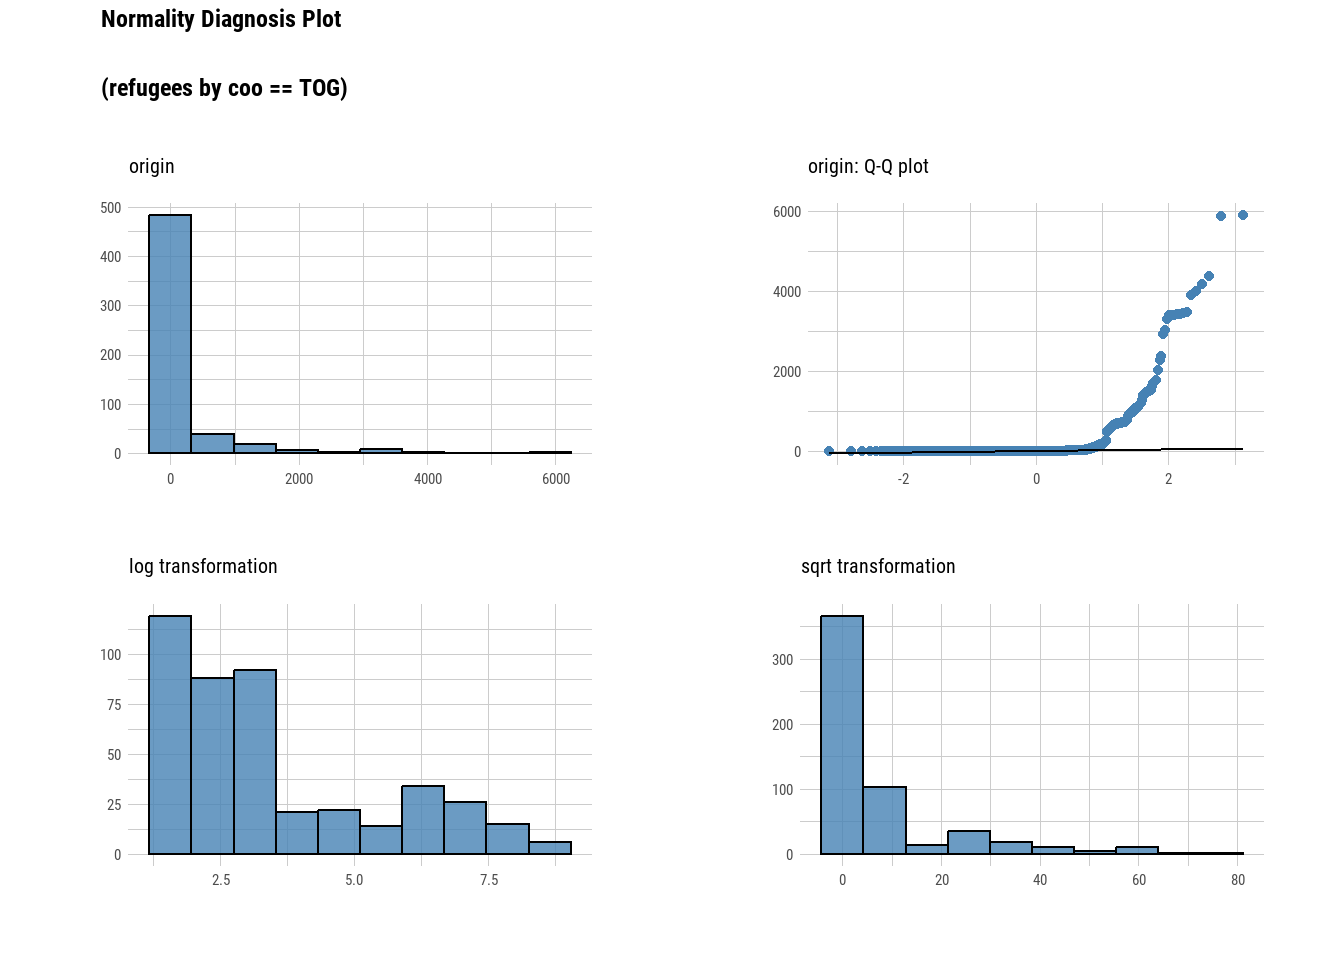 Normality Diagnosis Plot
(refugees by coo == TOG)
origin
500
400
300
200
100
0
0 2000 4000 6000
origin: Q-Q plot
6000
4000
2000
0
-2 0 2
log transformation
100
75
50
25
0
2.5 5.0 7.5
sqrt transformation
300
200
100
0
0 20 40 60 80